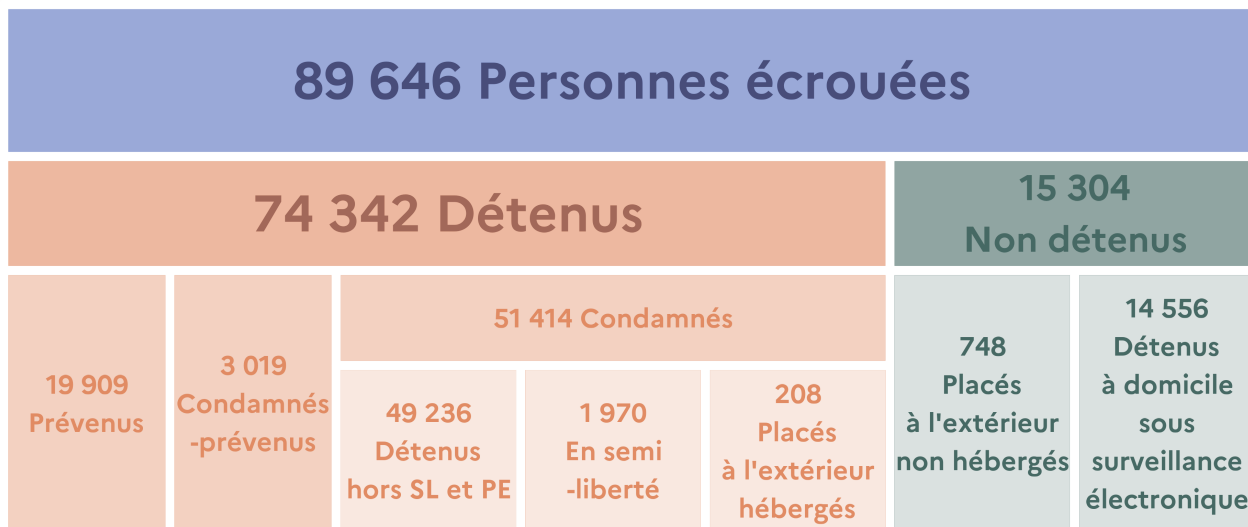 89 646 Personnes écrouées
74 342 Détenus
15 304
Non détenus
19 909
Prévenus
3 019
Condamnés
-prévenus
51 414 Condamnés
49 236
Détenus
hors SL et PE
1 970
En semi
-liberté
208
Placés
à l'extérieur
hébergés
748
Placés
à l'extérieur
non hébergés
14 556
Détenus
à domicile
sous
surveillance
électronique